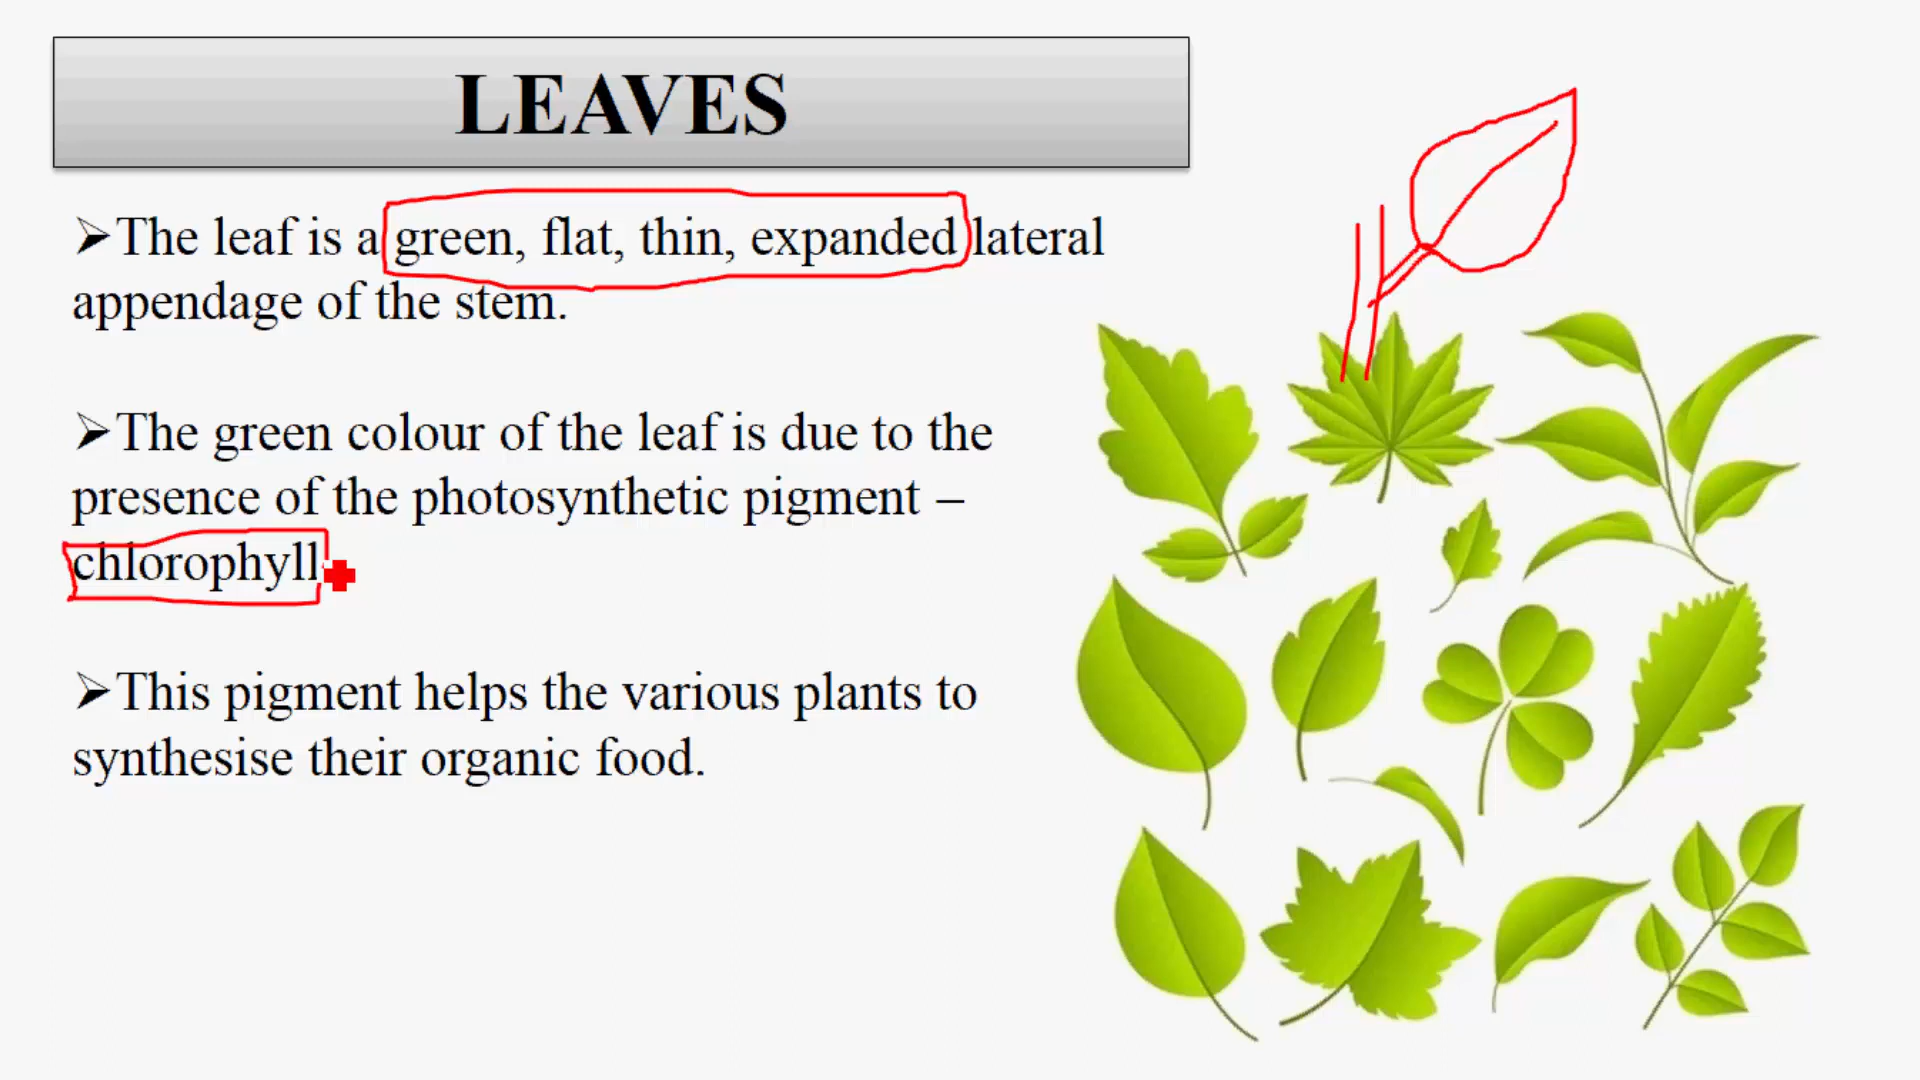 LEAVES
➢The leaf is a green, flat, thin, expanded lateral
appendage of the stem.
➢The green colour of the leaf is due to the
presence of the photosynthetic pigment –
chlorophyll
➢This pigment helps the various plants to
synthesise their organic food.